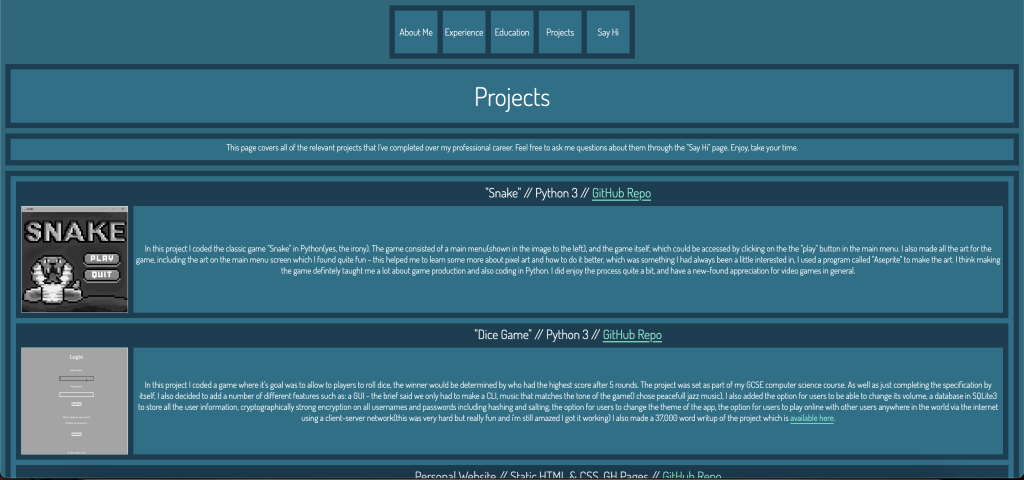 About Me
Experience
Education
Projects
Say Hi
Projects
This page covers all of the relevant projects that I've completed over my professional career. Feel free to ask me questions about them through the "Say Hi" page. Enjoy, take your time.
"Snake" // Python 3 // GitHub Repo
SNAKE
PLAY
QUIT
In this project I coded the classic game "Snake" in Python(yes, the irony). The game consisted of a main menu(shown in the image to the left), and the game itself, which could be accessed by clicking on the the "play" button in the main menu. I also made all the art for the
game, including the art on the main menu screen which I found quite fun - this helped me to learn some more about pixel art and how to do it better, which was something I had always been a little interested in, I used a program called "Aseprite" to make the art. I think making
the game defintely taught me a lot about game production and also coding in Python. I did enjoy the process quite a bit, and have a new-found appreciation for video games in general.
"Dice Game" // Python 3 // GitHub Repo
Login
In this project I coded a game where it's goal was to allow to players to roll dice, the winner would be determined by who had the highest score after 5 rounds. The project was set as part of my GCSE computer science course. As well as just completing the specification by
itself, I also decided to add a number of different features such as: a GUI - the brief said we only had to make a CLI, music that matches the tone of the game(I chose peacefull jazz music), I also added the option for users to be able to change its volume, a database in SQLite3
to store all the user information, cryptographically strong encryption on all usernames and passwords including hashing and salting, the option for users to change the theme of the app, the option for users to play online with other users anywhere in the world via the internet
using a client-server network(this was very hard but really fun and i'm still amazed I got it working) I also made a 37,000 word writup of the project which is available here.
Personal Website // Static HTML & CSS, GH Pages // GitHub Repo